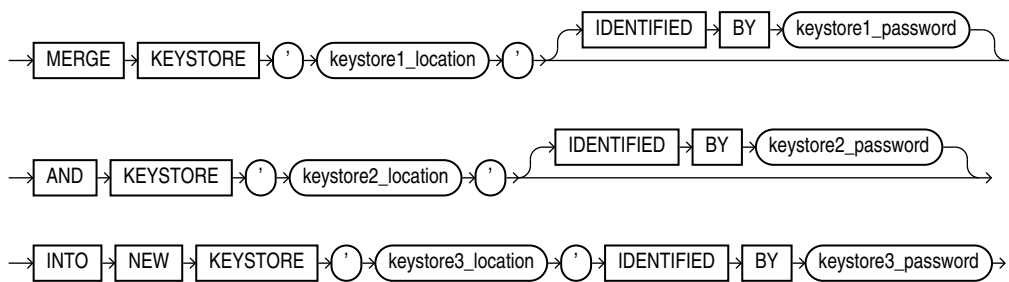 IDENTIFIED BY keystore1_password
MERGE KEYSTORE ' keystore1_location '
IDENTIFIED BY keystore2_password
AND KEYSTORE ' keystore2_location '
INTO NEW KEYSTORE ' keystore3_location ' IDENTIFIED BY keystore3_password